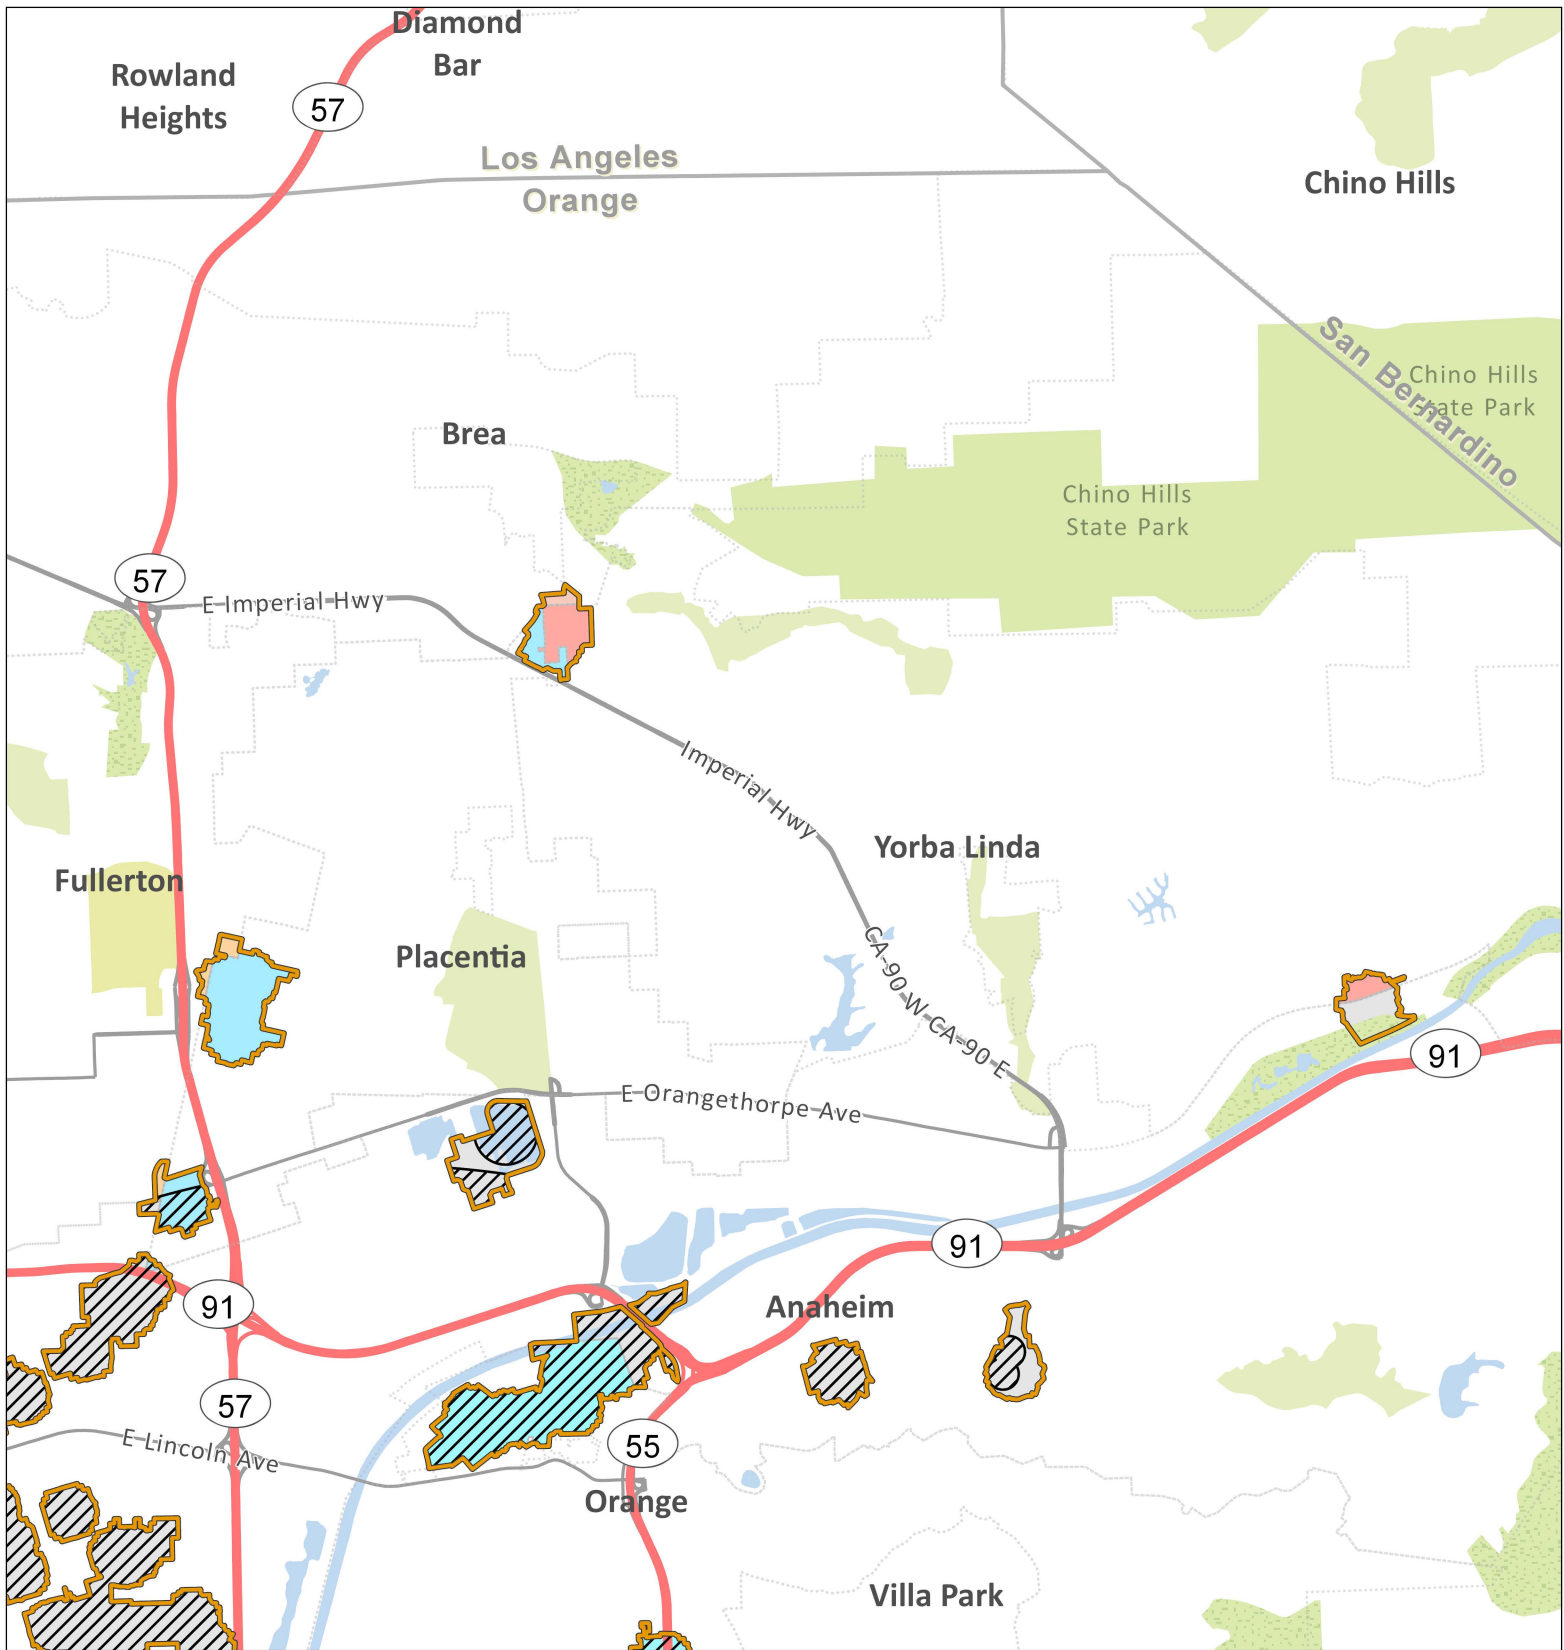 Diamond
Bar
Rowland
Heights
57
Los Angeles
Orange
Chino Hills
San Bernardino
Chino Hills
State Park
Brea
Chino Hills
State Park
57
E Imperial Hwy
Imperial Hwy
Yorba Linda
Fullerton
Placentia
CA-90 W
CA-90 E
91
E Orangethorpe Ave
91
91
Anaheim
57
E Lincoln Ave
55
Orange
Villa Park